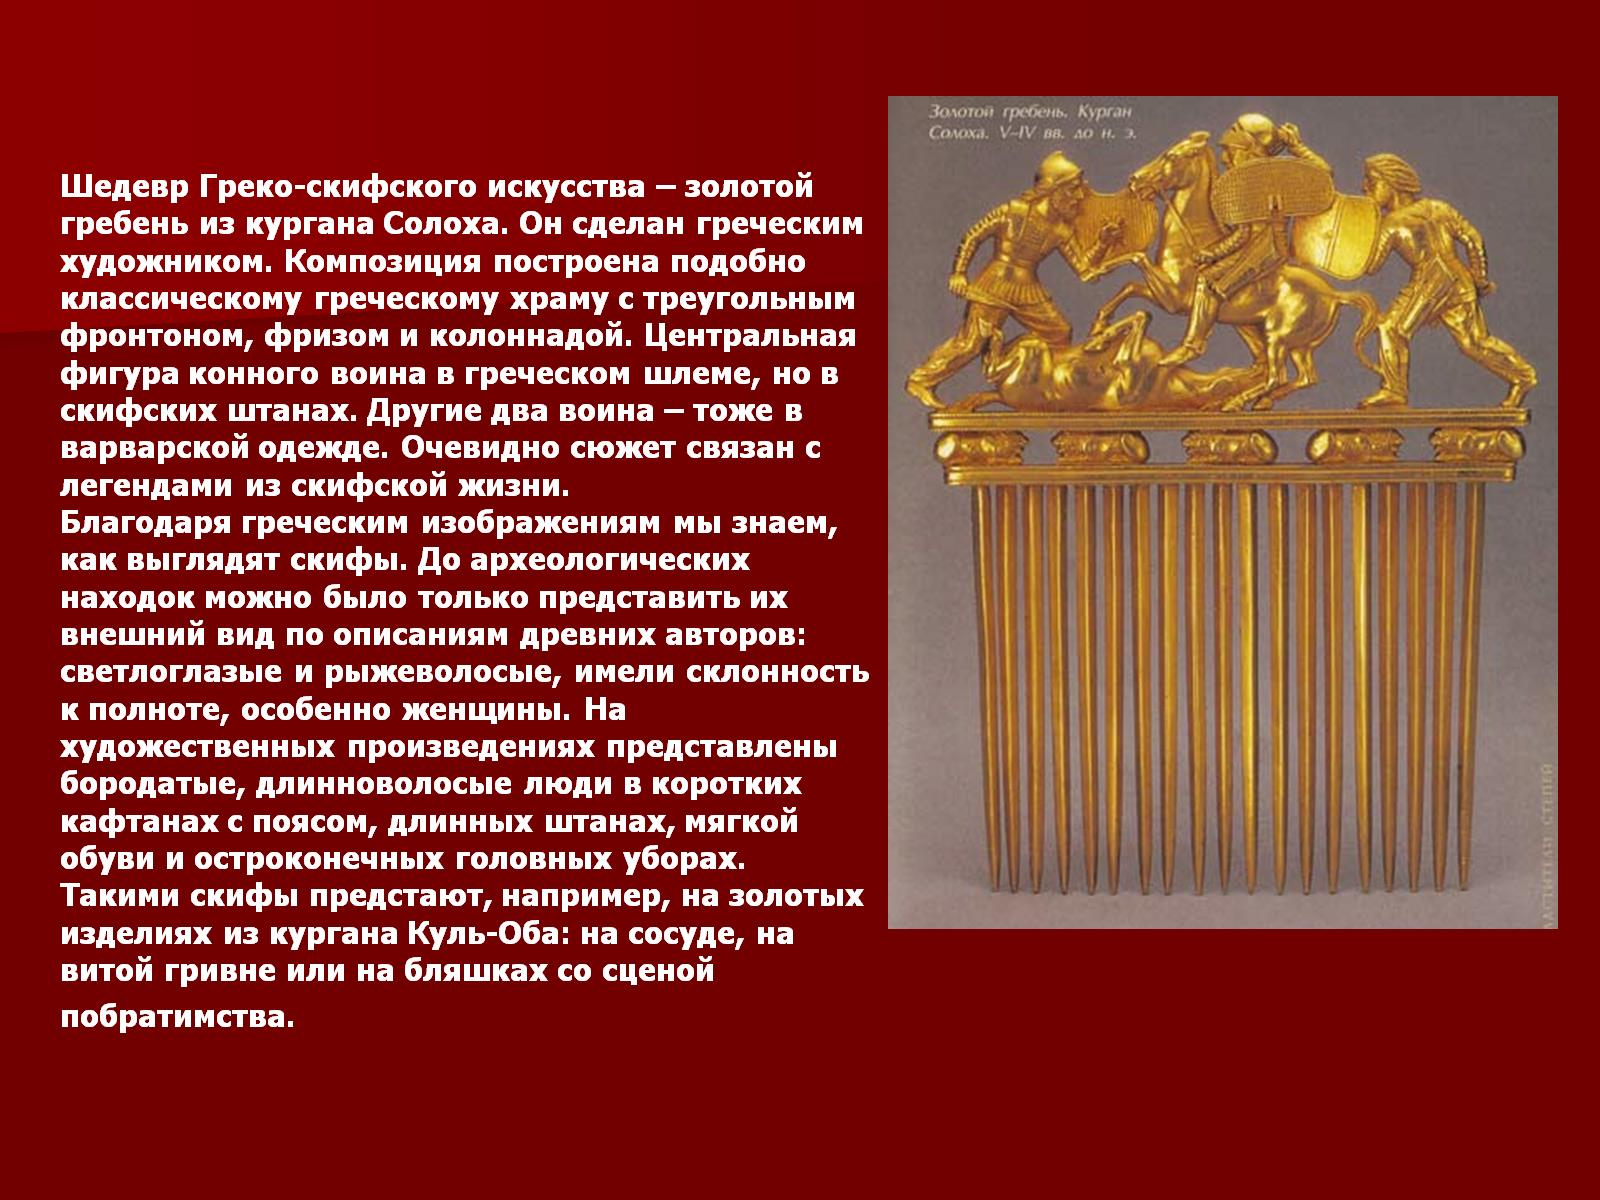 Шедевр Греко-скифского искусства – золотой
гребень из кургана Солоха. Он сделан греческим
художником. Композиция построена подобно
классическому греческому храму с треугольным
фронтоном, фризом и колоннадой. Центральная
фигура конного воина в греческом шлеме, но в
скифских штанах. Другие два воина – тоже в
варварской одежде. Очевидно сюжет связан с
легендами из скифской жизни.
Благодаря греческим изображениям мы знаем,
как выглядят скифы. До археологических
находок можно было только представить их
внешний вид по описаниям древних авторов:
светлоглазые и рыжеволосые, имели склонность
к полноте, особенно женщины. На
художественных произведениях представлены
бородатые, длинноволосые люди в коротких
кафтанах с поясом, длинных штанах, мягкой
обуви и остроконечных головных уборах.
Такими скифы предстают, например, на золотых
изделиях из кургана Куль-Оба: на сосуде, на
витой гривне или на бляшках со сценой
побратимства.
Золотой гребень. Курган
Солоха. V–IV вв. до н. э.
СТЕПЕЙ